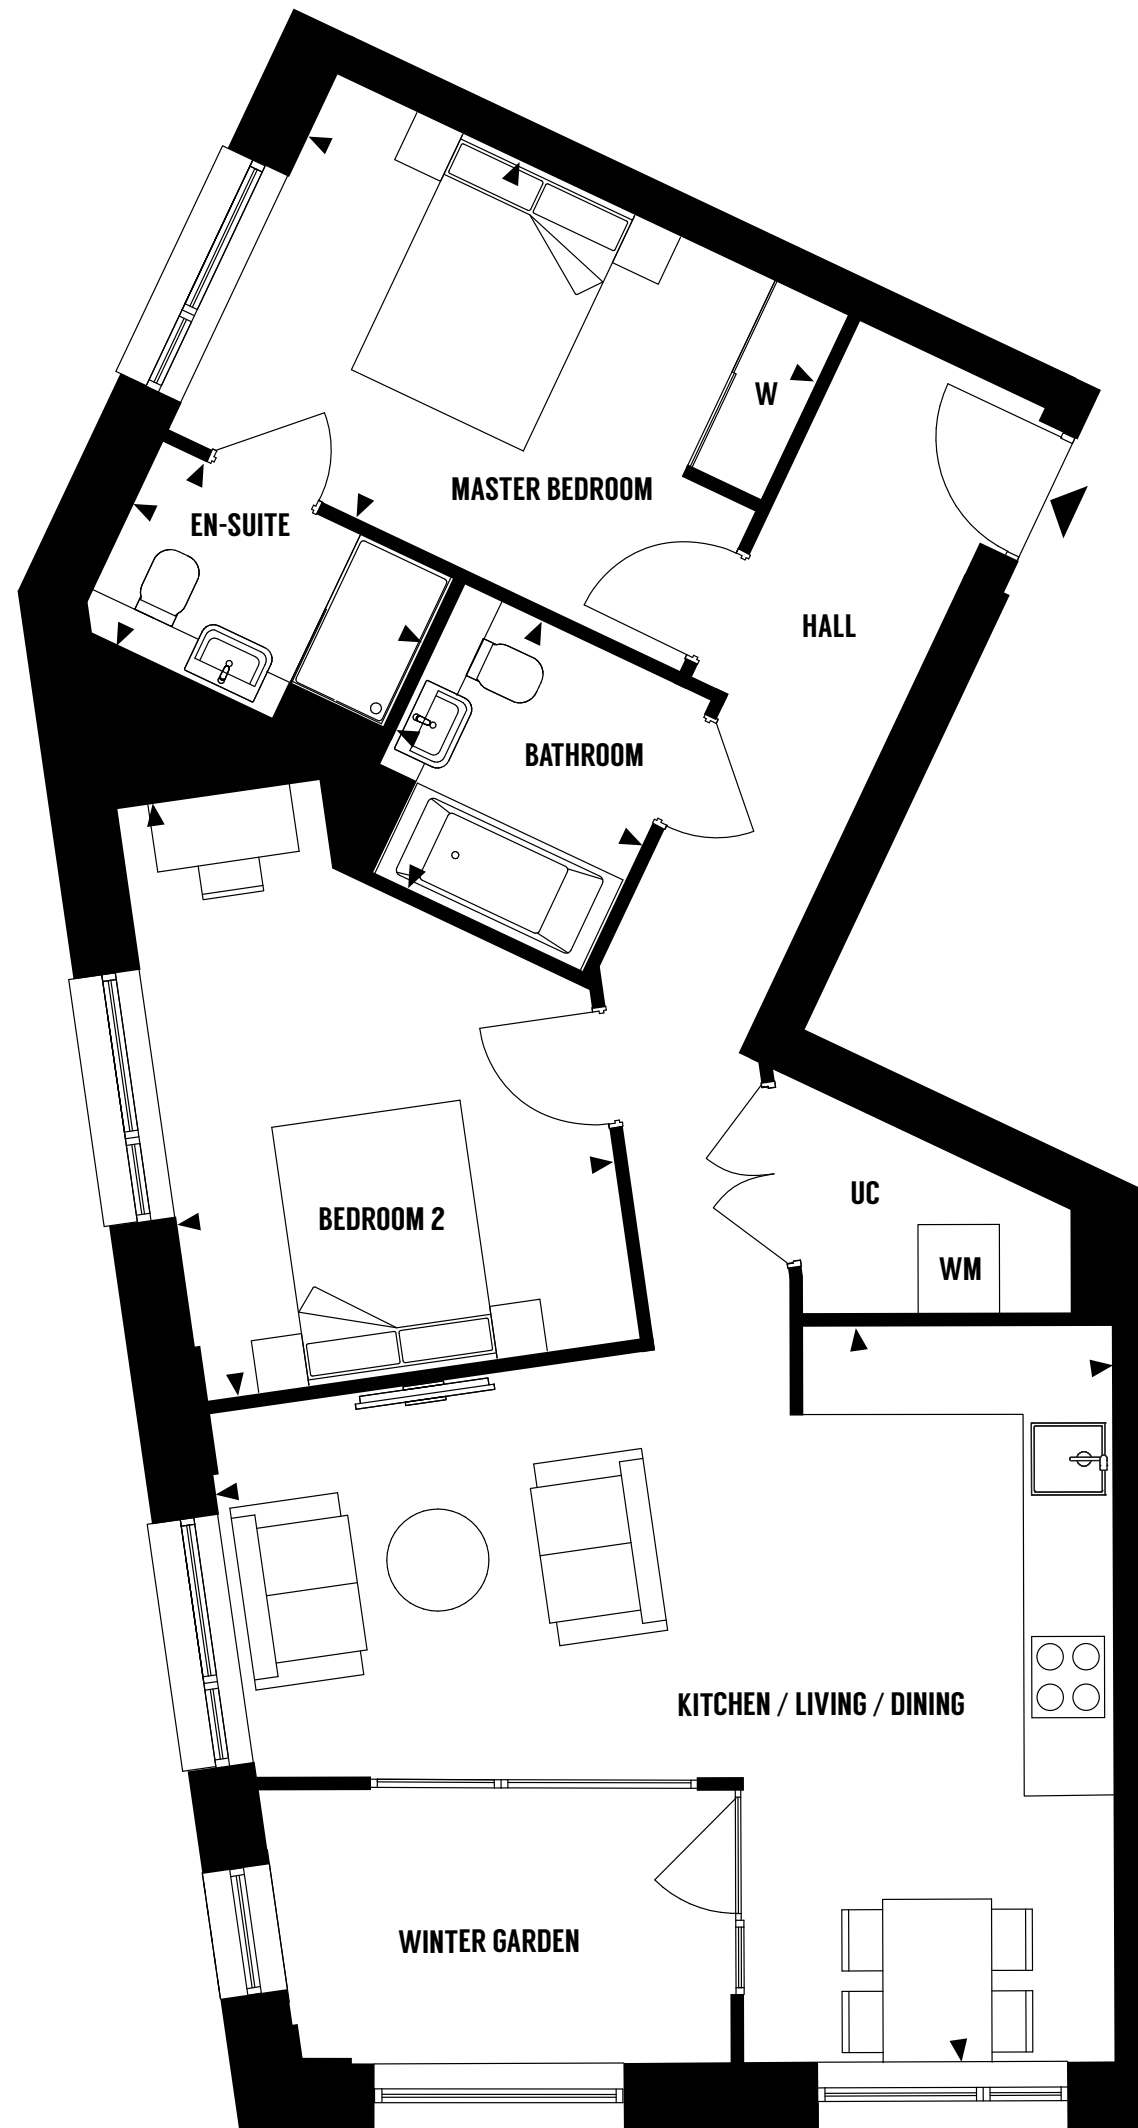 W
MASTER BEDROOM
EN-SUITE
HALL
BATHROOM
UC
BEDROOM 2
WM
KITCHEN / LIVING / DINING
WINTER GARDEN